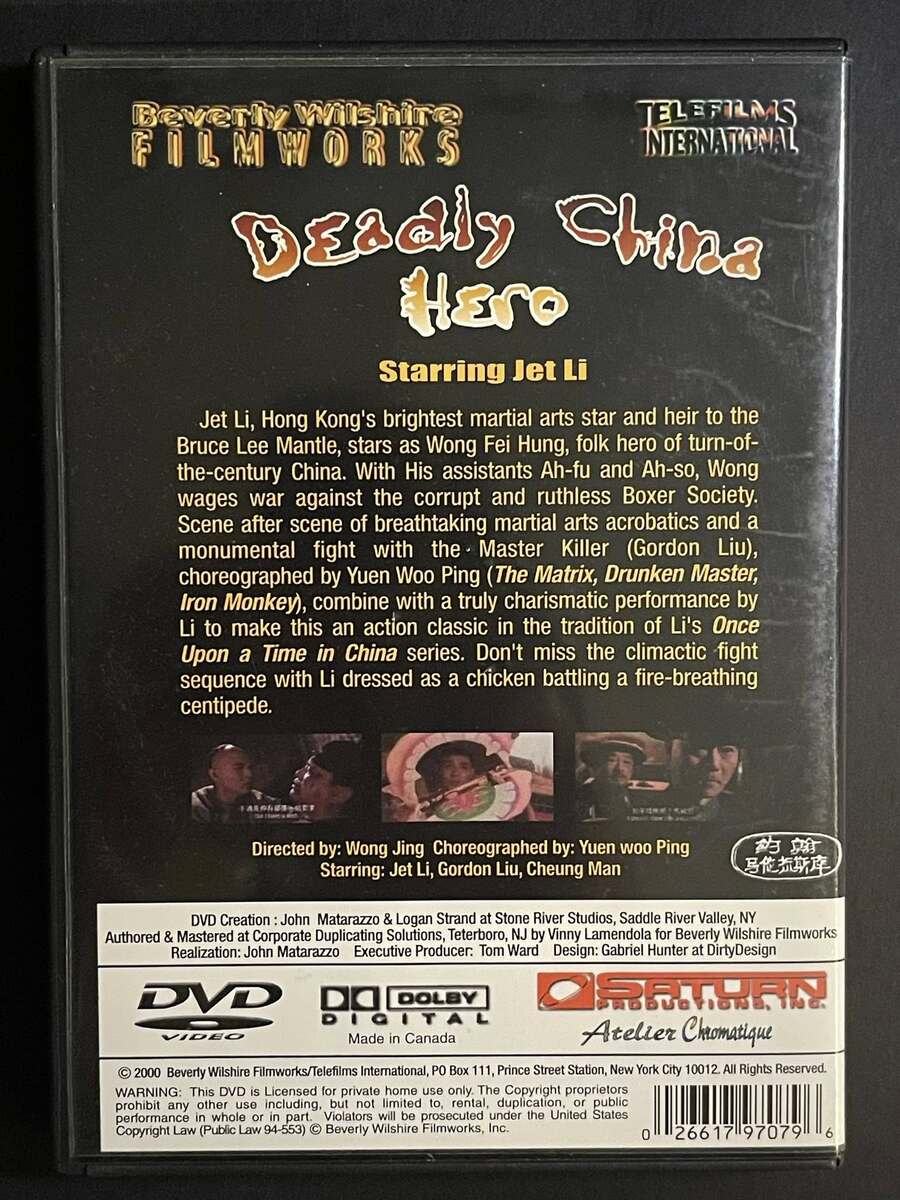 Beverly Wilshire
FILMWORKS
TELEFILMS
INTERNATIONAL
Deadly China
Hero
Starring Jet Li
Jet Li, Hong Kong's brightest martial arts star and heir to the
Bruce Lee Mantle, stars as Wong Fei Hung, folk hero of turn-of-
the-century China. With His assistants Ah-fu and Ah-so, Wong
wages war against the corrupt and ruthless Boxer Society.
Scene after scene of breathtaking martial arts acrobatics and a
monumental fight with the Master Killer (Gordon Liu),
choreographed by Yuen Woo Ping (The Matrix, Drunken Master,
Iron Monkey), combine with a truly charismatic performance by
Li to make this an action classic in the tradition of Li's Once
Upon a Time in China series. Don't miss the climactic fight
sequence with Li dressed as a chicken battling a fire-breathing
centipede.
Directed by: Wong Jing Choreographed by: Yuen woo Ping
Starring: Jet Li, Gordon Liu, Cheung Man
约翰
DVD Creation : John Matarazzo & Logan Strand at Stone River Studios, Saddle River Valley, NY
Authored & Mastered at Corporate Duplicating Solutions, Teterboro, NJ by Vinny Lamendola for Beverly Wilshire Filmworks
Realization: John Matarazzo Executive Producer: Tom Ward Design: Gabriel Hunter at DirtyDesign
DVD
VIDEO
DOLBY
DIGITAL
Made in Canada
SATURN
PRODUCTIONS, INC.
Atelier Chromatique
© 2000 Beverly Wilshire Filmworks/Telefilms International, PO Box 111, Prince Street Station, New York City 10012. All Rights Reserved.
WARNING: This DVD is Licensed for private home use only. The Copyright proprietors
prohibit any other use including, but not limited to, rental, duplication, or public
performance in whole or in part. Violators will be prosecuted under the United States
Copyright Law (Public Law 94-553) © Beverly Wilshire Filmworks, Inc.
0 26617 97079 6